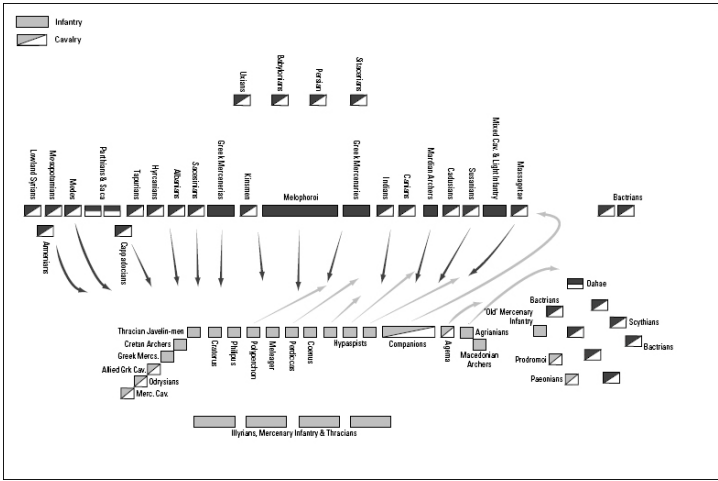 Infantry
Cavalry
Uxians
Babylonians
Persian
Sitacenians
Lowland Syrians
Mesopotamians
Medes
Parthians & Saca
Tapurians
Hyrcanians
Albanians
Sacesinians
Greek Mercenaries
Kinsmen
Melophoroi
Greek Mercenaries
Indians
Carians
Mardian Archers
Cadusians
Susanians
Mixed Cav. & Light Infantry
Massagetae
Bactrians
Armenians
Cappadocians
Dahae
Bactrians
Scythians
Bactrians
'Old' Mercenary
Infantry
Prodromoi
Paeonians
Thracian Javelin-men
Cretan Archers
Greek Mercs.
Allied Grk Cav.
Odrysians
Merc. Cav.
Craterus
Philipus
Polyperchon
Meleager
Perdiccas
Coenus
Hypaspists
Companions
Agema
Agrianians
Macedonian
Archers
Illyrians, Mercenary Infantry & Thracians